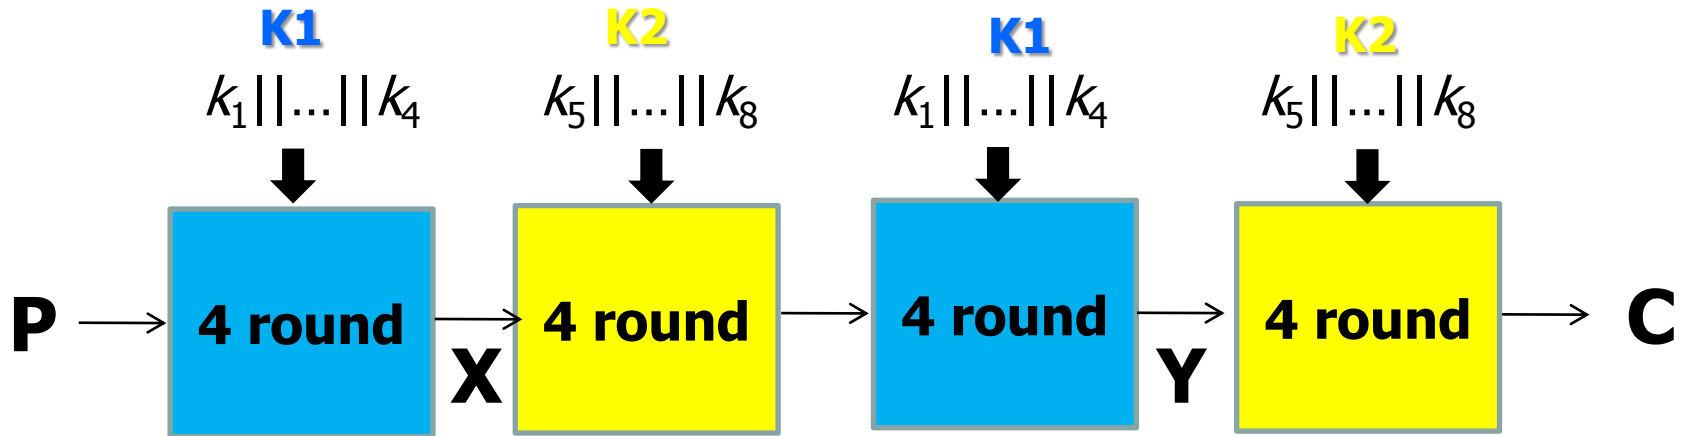 K1 K2 K1 K2
k1||...||k4 k5||...||k8 k1||...||k4 k5||...||k8
P 4 round 4 round 4 round 4 round C
X Y